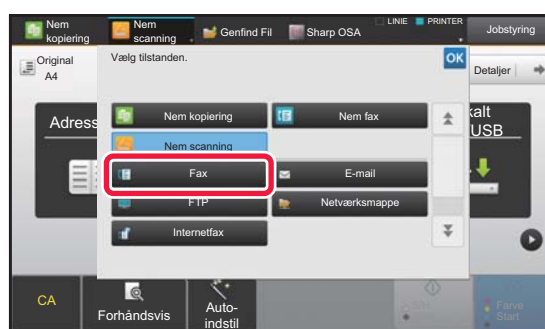 Nem
kopiering
Nem
scanning
Genfind Fil
Sharp OSA
LINIE
PRINTER
Jobstyring
Original
A4
Vælg tilstanden.
OK
Detaljer
Adress
kalt
USB
Nem kopiering
Nem fax
Nem scanning
Fax
E-mail
FTP
Netværksmappe
Internetfax
CA
Forhåndsvis
Auto-
indstil
Farve
Start